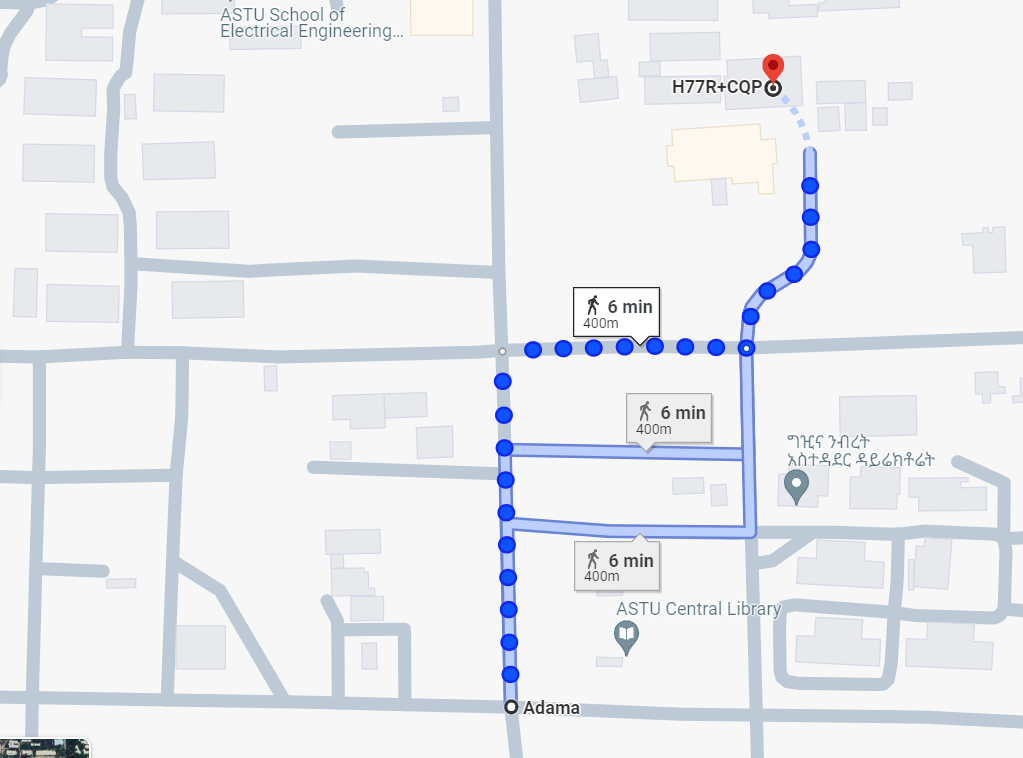 ASTU School of
Electrical Engineering...
H77R+CQP
6 min
400m
6 min
400m
ግዢና ንብረት
አስተዳደር ዳይሬክቶሬት
6 min
400m
ASTU Central Library
Adama